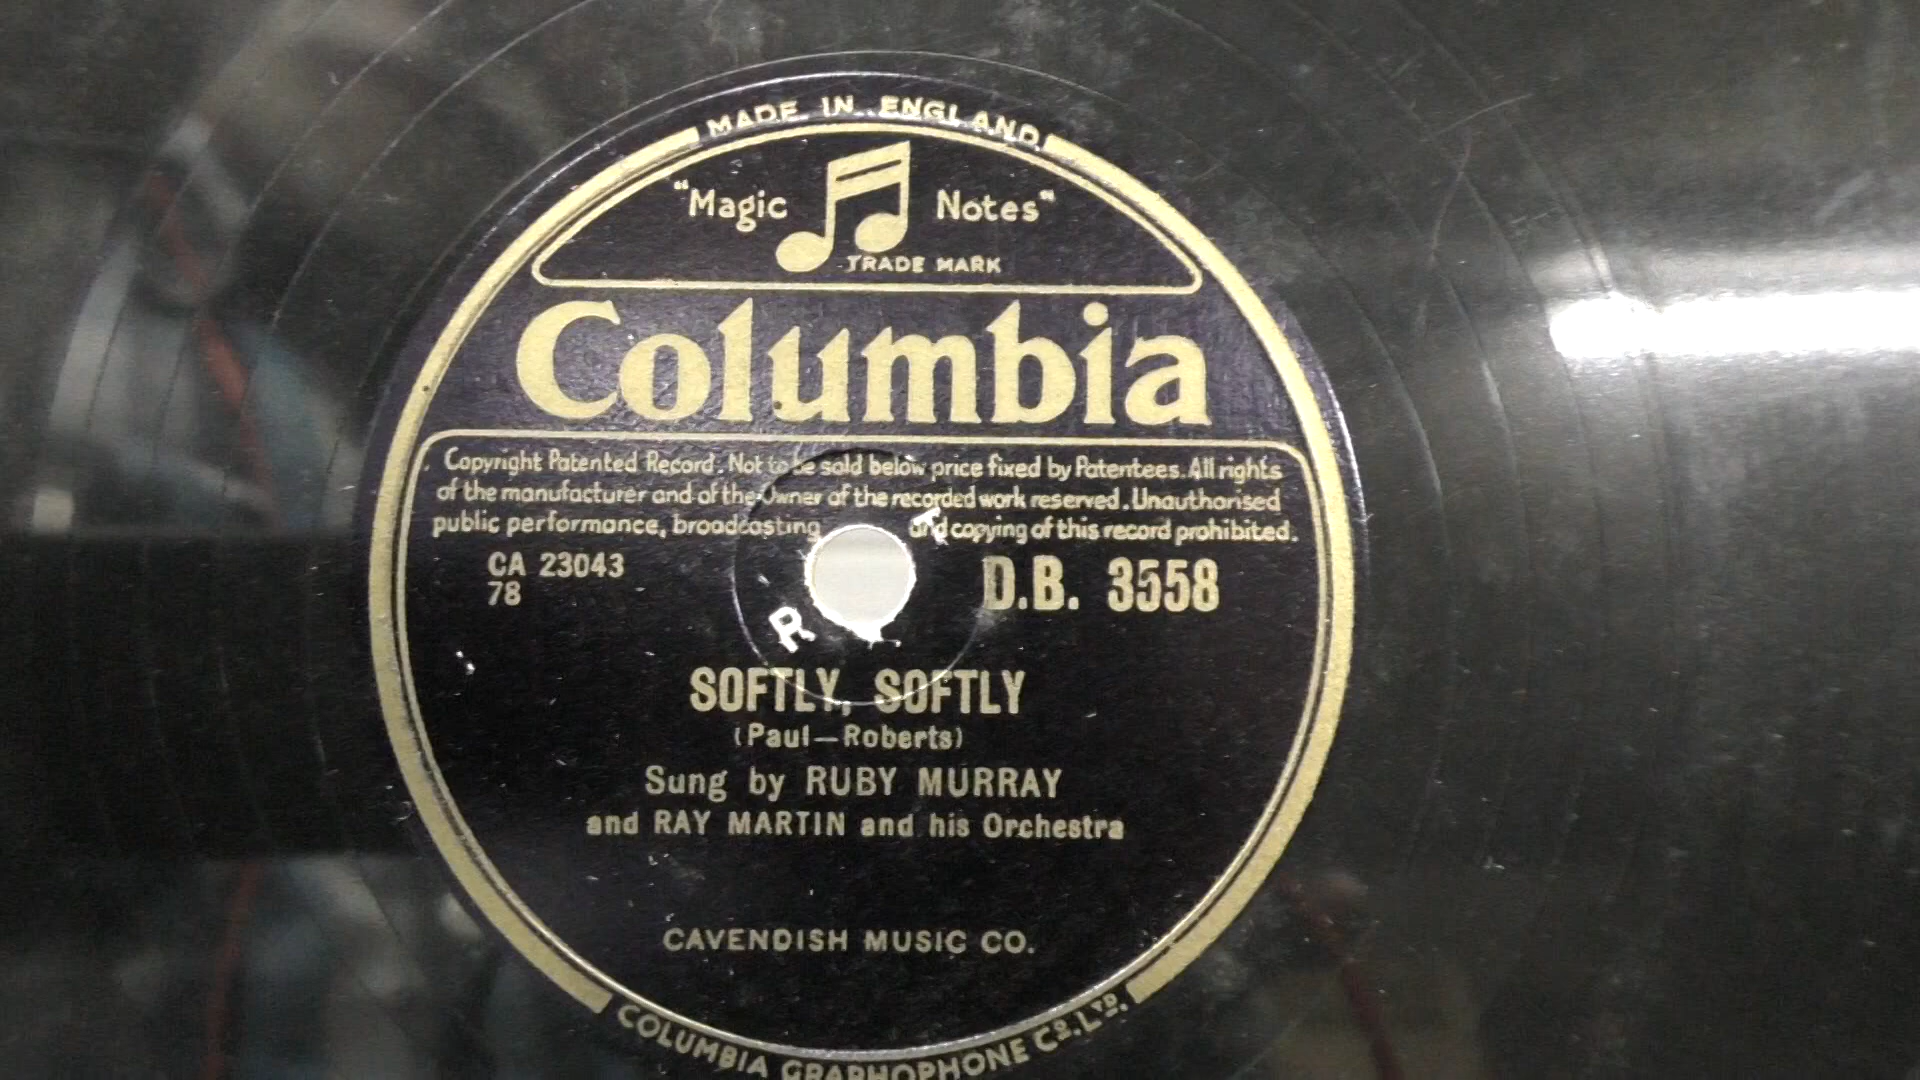 MADE IN ENGLAND
"Magic Notes"
TRADE MARK
Columbia
Copyright Patented Record. Not to be sold below price fixed by Patentees. All rights
of the manufacturer and of the Owner of the recorded work reserved. Unauthorised
public performance, broadcasting and copying of this record prohibited.
CA 23043
78
D.B. 3558
T
R
SOFTLY, SOFTLY
(Paul—Roberts)
Sung by RUBY MURRAY
and RAY MARTIN and his Orchestra
CAVENDISH MUSIC CO.
COLUMBIA GRAPHOPHONE CO. LTD.